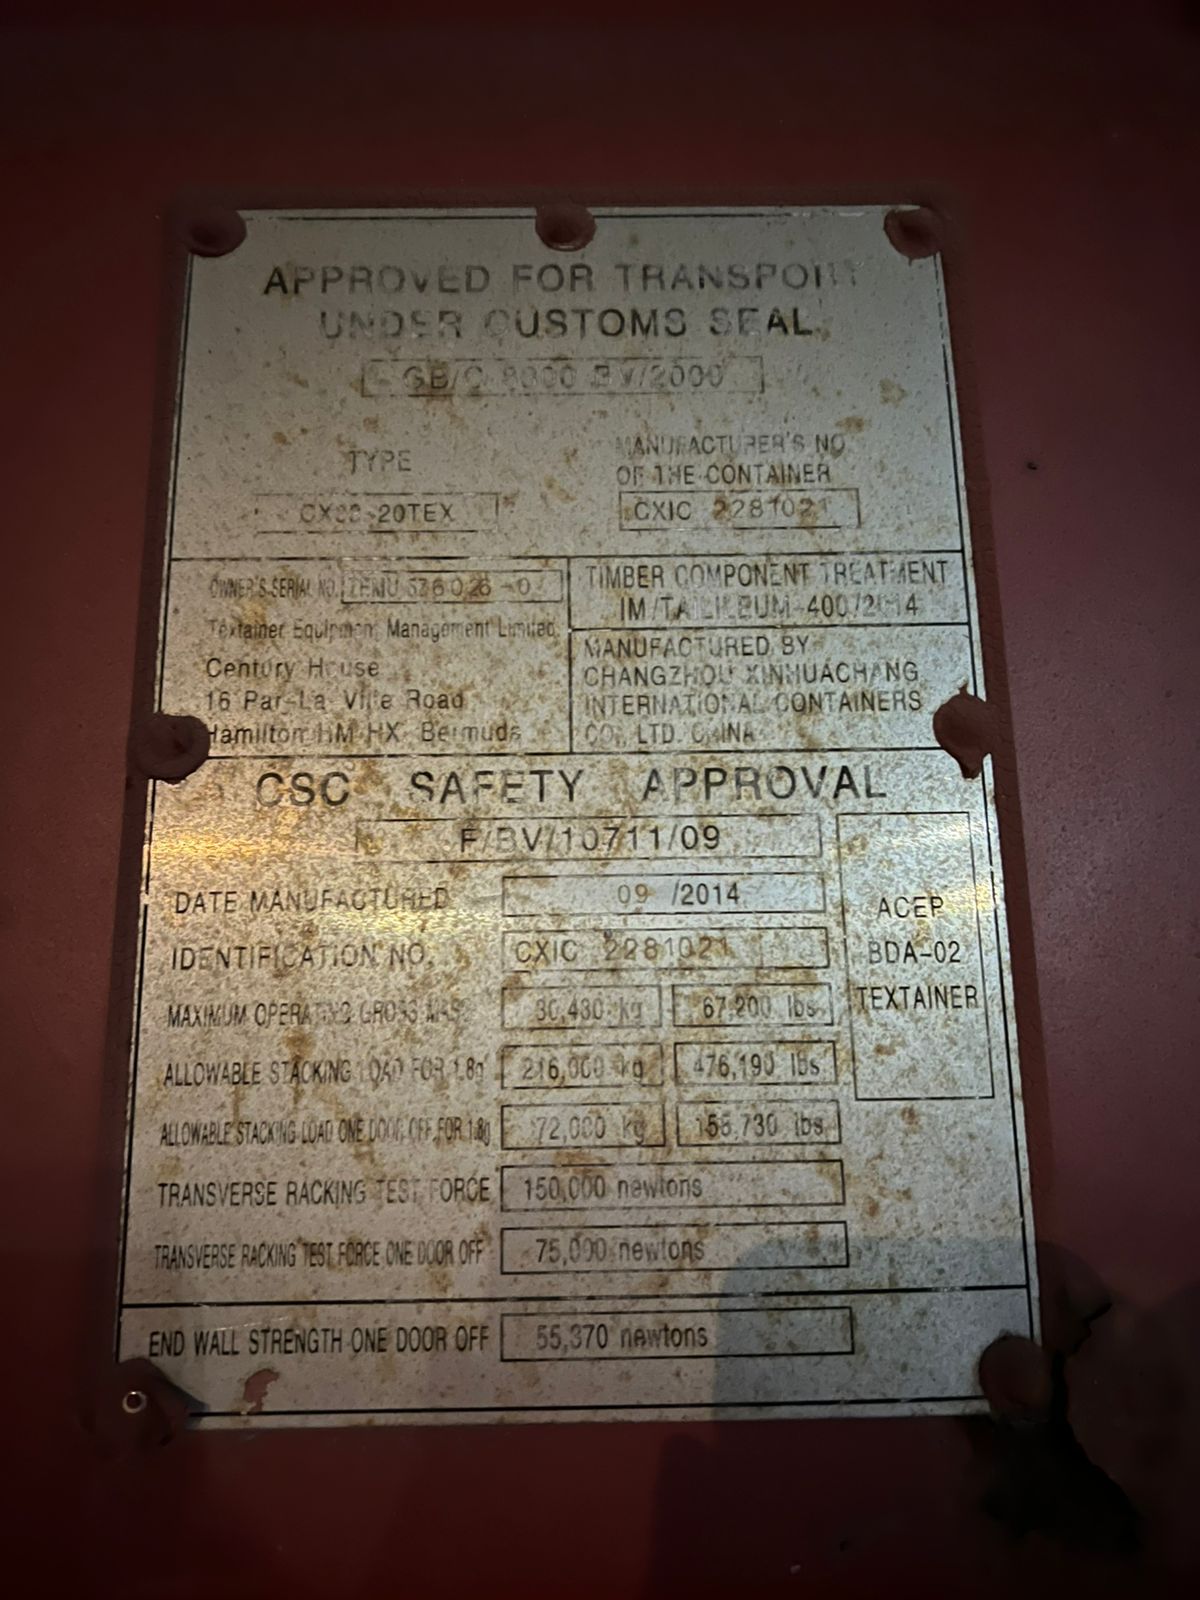 APPROVED FOR TRANSPORT
UNDER CUSTOMS SEAL
TYPE
MANUFACTURER'S NO
OF THE CONTAINER
CXIC 2281021
OWNER'S SERIAL NO.
TIMBER COMPONENT TREATMENT
Textainer Equipment Management Limited
Century House
16 Par-La Ville Road
Hamilton HM HX, Bermuda
MANUFACTURED BY
CHANGZHOU XINHUACHANG
INTERNATIONAL CONTAINERS
CO., LTD. CHINA
CSC SAFETY APPROVAL
F/BV/10711/09
DATE MANUFACTURED 09 /2014
IDENTIFICATION NO. CXIC 2281021
MAXIMUM OPERATING GROSS MASS 30,480 kg 67,200 lbs
ALLOWABLE STACKING LOAD FOR 1.8g 216,000 kg 476,190 lbs
ALLOWABLE STACKING LOAD ONE DOOR OFF FOR 1.8g 72,000 kg 158,730 lbs
TRANSVERSE RACKING TEST FORCE 150,000 newtons
TRANSVERSE RACKING TEST FORCE ONE DOOR OFF 75,000 newtons
END WALL STRENGTH ONE DOOR OFF 55,370 newtons
ACEP
BDA-02
TEXTAINER